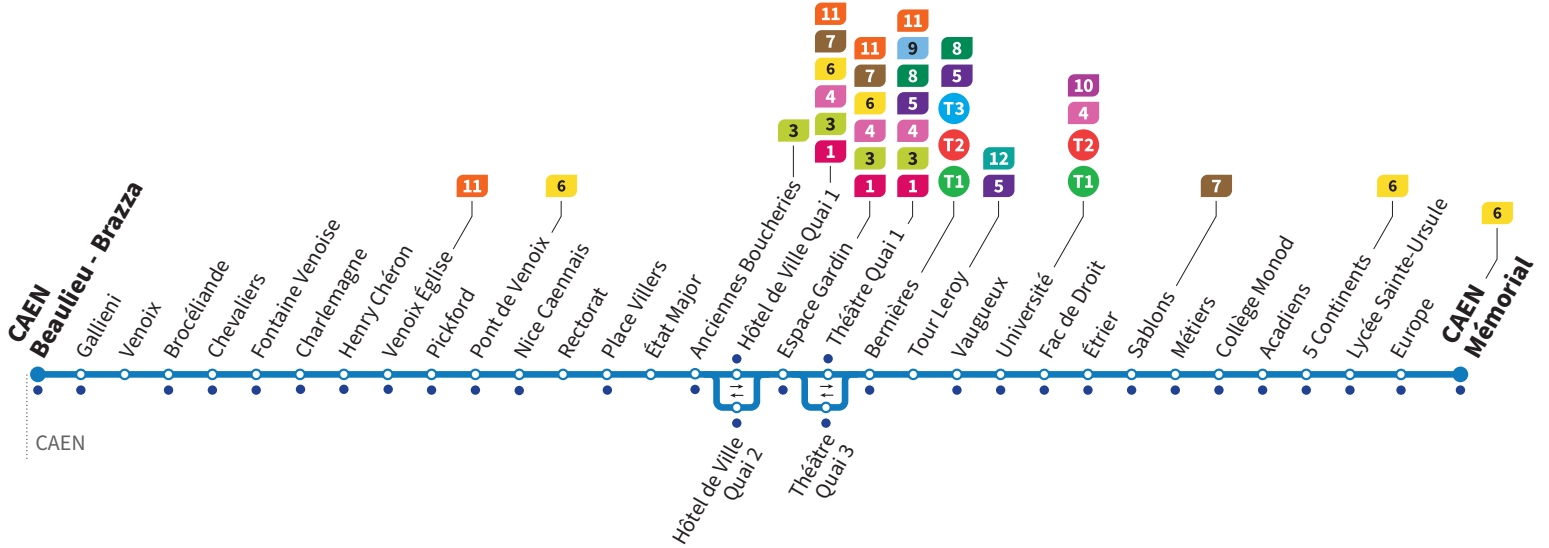 11
7
6
4
3
1
3
11
7
6
4
3
1
11
9
8
5
4
3
1
8
5
T3
T2
T1
12
5
10
4
T2
T1
11
6
7
6
6
CAEN
Beaulieu - Brazza
Gallieni
Venoix
Brocéliande
Chevaliers
Fontaine Venoise
Charlemagne
Henry Chéron
Venoix Église
Pickford
Pont de Venoix
Nice Caennais
Rectorat
Place Villers
État Major
Anciennes Boucheries
Hôtel de Ville Quai 1
Espace Gardin
Théâtre Quai 1
Bernières
Tour Leroy
Vaugueux
Université
Fac de Droit
Étrier
Sablons
Métiers
Collège Monod
Acadiens
5 Continents
Lycée Sainte-Ursule
Europe
CAEN
Mémorial
CAEN
Hôtel de Ville
Quai 2
Théâtre
Quai 3